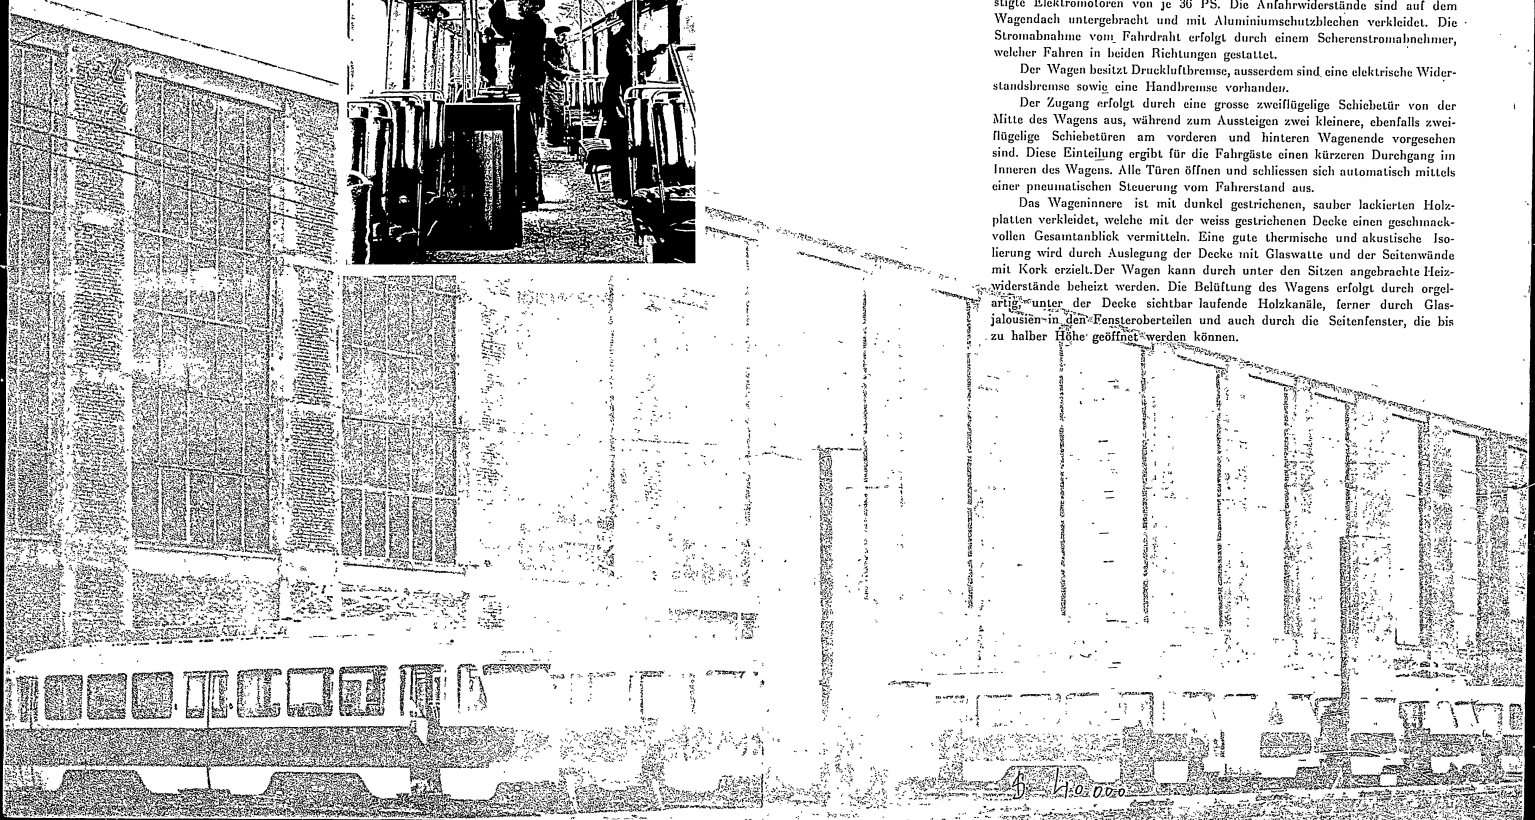 stigte Elektromotoren von je 36 PS. Die Anfahrwiderstände sind auf dem
Wagendach untergebracht und mit Aluminiumschutzblechen verkleidet. Die
Stromabnahme vom Fahrdraht erfolgt durch einem Scherenstromabnehmer,
welcher Fahren in beiden Richtungen gestattet.
Der Wagen besitzt Druckluftbremse, ausserdem sind eine elektrische Wider-
standsbremse sowie eine Handbremse vorhanden.
Der Zugang erfolgt durch eine grosse zweiflügelige Schiebetür von der
Mitte des Wagens aus, während zum Aussteigen zwei kleinere, ebenfalls zwei-
flügelige Schiebetüren am vorderen und hinteren Wagenende vorgesehen
sind. Diese Einteilung ergibt für die Fahrgäste einen kürzeren Durchgang im
Inneren des Wagens. Alle Türen öffnen und schliessen sich automatisch mittels
einer pneumatischen Steuerung vom Fahrerstand aus.
Das Wageninnere ist mit dunkel gestrichenen, sauber lackierten Holz-
platten verkleidet, welche mit der weiss gestrichenen Decke einen geschmack-
vollen Gesamtanblick vermitteln. Eine gute thermische und akustische Iso-
lierung wird durch Auslegung der Decke mit Glaswatte und der Seitenwände
mit Kork erzielt.Der Wagen kann durch unter den Sitzen angebrachte Heiz-
widerstände beheizt werden. Die Belüftung des Wagens erfolgt durch orgel-
artig, unter der Decke sichtbar laufende Holzkanäle, ferner durch Glas-
jalousien in den Fensteroberteilen und auch durch die Seitenfenster, die bis
zu halber Höhe geöffnet werden können.
$ 40.000